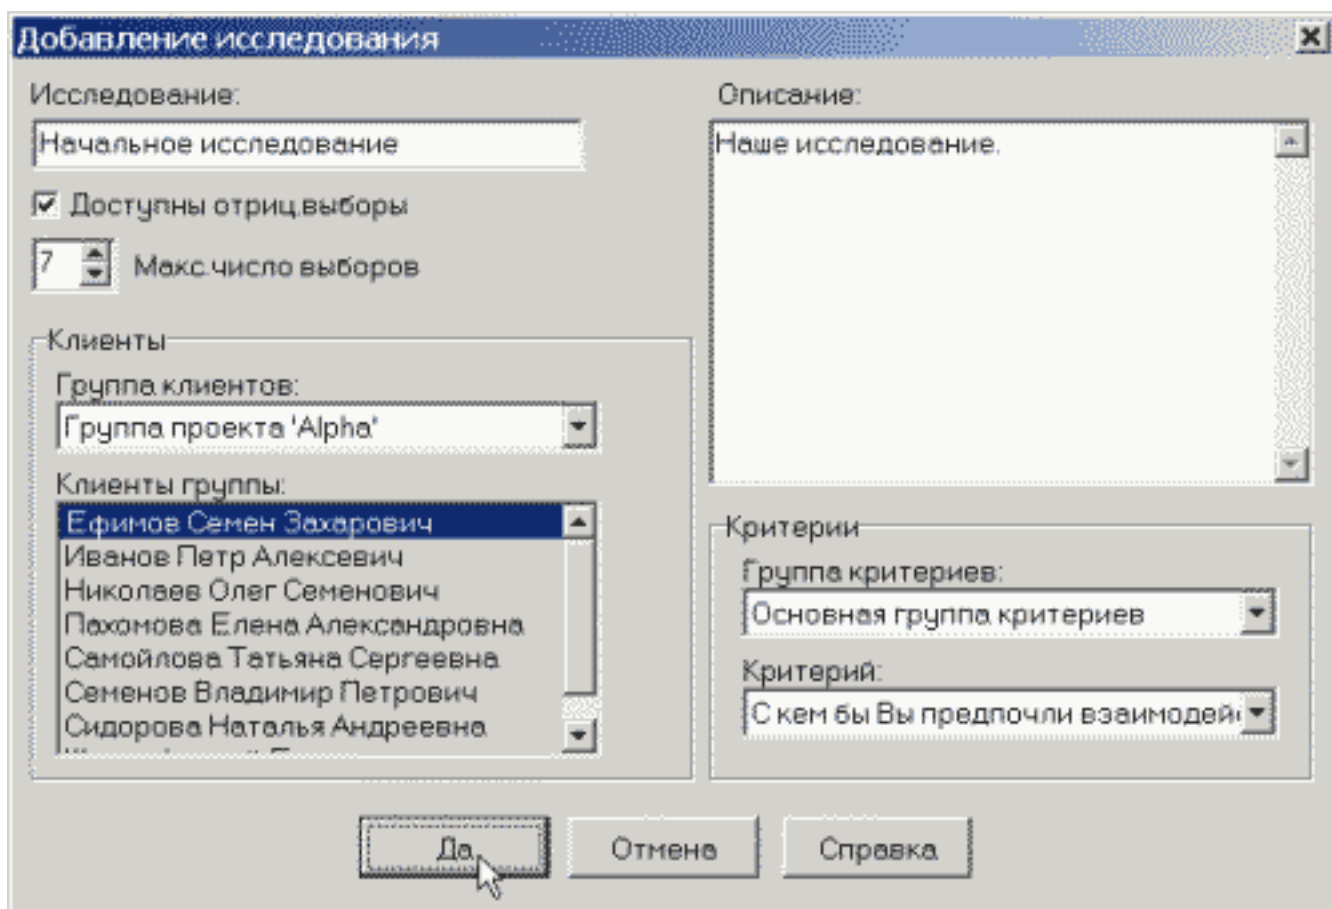 Добавление исследования
Исследование:
Начальное исследование
Доступны отриц.выборы
7 Макс.число выборов
Клиенты
Группа клиентов:
Группа проекта 'Alpha'
Клиенты группы:
Ефимов Семен Захарович
Иванов Петр Алексевич
Николаев Олег Семенович
Пахомова Елена Александровна
Самойлова Татьяна Сергеевна
Семенов Владимир Петрович
Сидорова Наталья Андреевна
Описание:
Наше исследование.
Критерии
Группа критериев:
Основная группа критериев
Критерий:
С кем бы Вы предпочли взаимодей
Да
Отмена
Справка